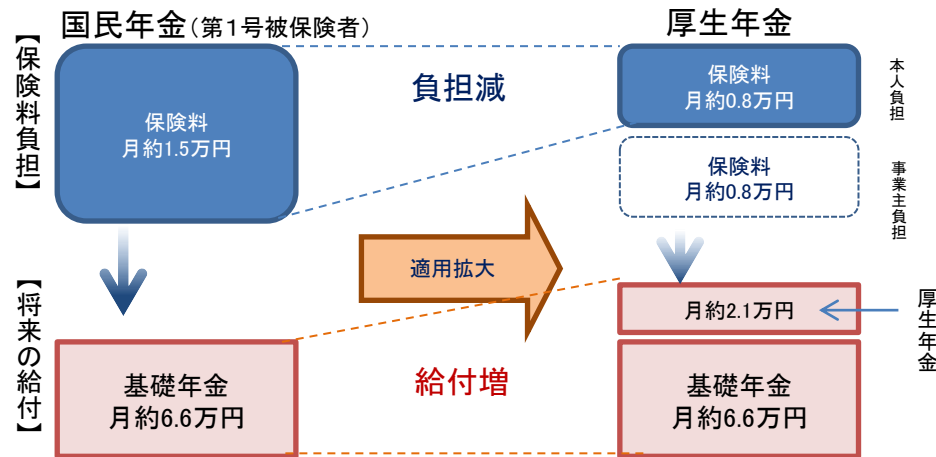 国民年金（第１号被保険者）
厚生年金
【保険料負担】
保険料
月約1.5万円
負担減
保険料
月約0.8万円
本人負担
保険料
月約0.8万円
事業主負担
適用拡大
【将来の給付】
月約2.1万円
厚生年金
基礎年金
月約6.6万円
給付増
基礎年金
月約6.6万円